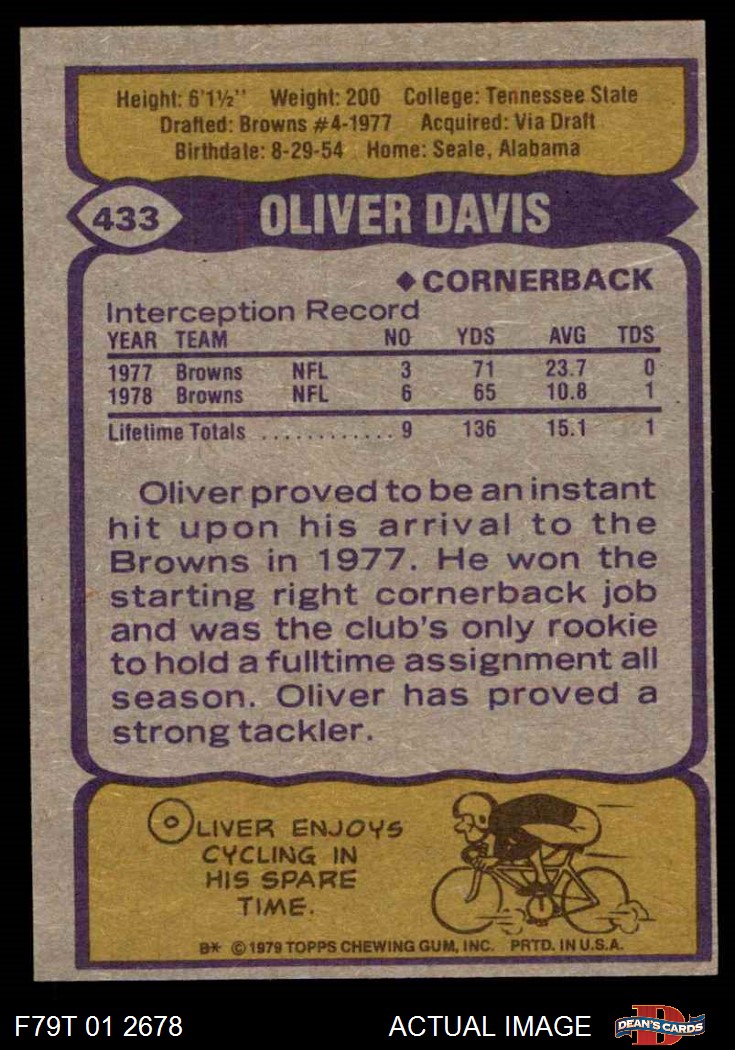 Height: 6'1½'' Weight: 200 College: Tennessee State
Drafted: Browns #4-1977 Acquired: Via Draft
Birthdate: 8-29-54 Home: Seale, Alabama
433 OLIVER DAVIS
◆ CORNERBACK
Interception Record
YEAR TEAM NO YDS AVG TDS
1977 Browns NFL 3 71 23.7 0
1978 Browns NFL 6 65 10.8 1
Lifetime Totals ............ 9 136 15.1 1
Oliver proved to be an instant
hit upon his arrival to the
Browns in 1977. He won the
starting right cornerback job
and was the club's only rookie
to hold a fulltime assignment all
season. Oliver has proved a
strong tackler.
OLIVER ENJOYS
CYCLING IN
HIS SPARE
TIME.
B* © 1979 TOPPS CHEWING GUM, INC. PRTD. IN U.S.A.
F79T 01 2678 ACTUAL IMAGE D DEAN'S CARDS